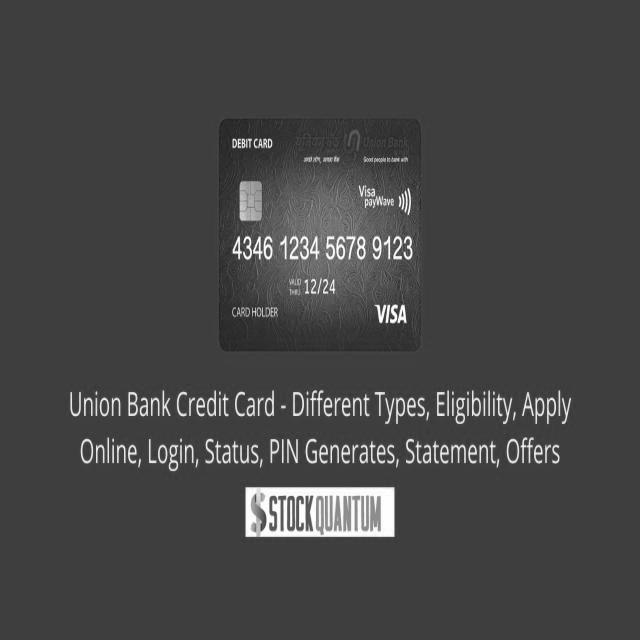 DEBIT CARD
Union Bank
Good people to bank with
Visa
payWave
4346 1234 5678 9123
VALID
THRU 12/24
CARD HOLDER
VISA
Union Bank Credit Card - Different Types, Eligibility, Apply
Online, Login, Status, PIN Generates, Statement, Offers
$STOCKQUANTUM